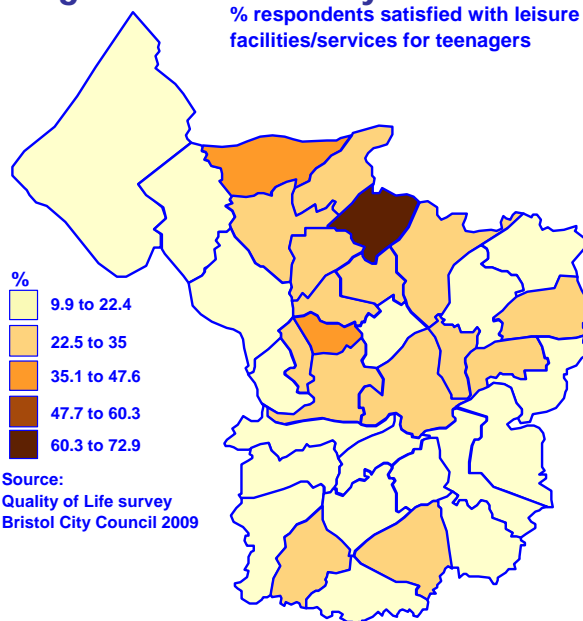 % respondents satisfied with leisure
facilities/services for teenagers
%
9.9 to 22.4
22.5 to 35
35.1 to 47.6
47.7 to 60.3
60.3 to 72.9
Source:
Quality of Life survey
Bristol City Council 2009